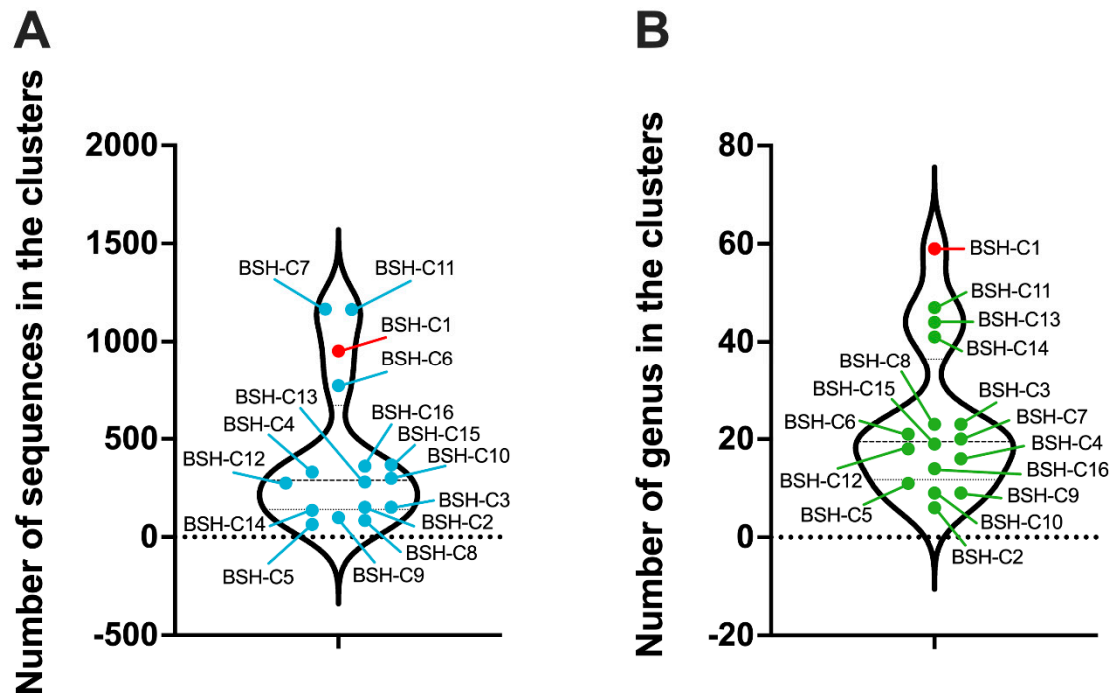 A
Number of sequences in the clusters
2000
1500
1000
500
0
-500
BSH-C7
BSH-C11
BSH-C1
BSH-C6
BSH-C13
BSH-C4
BSH-C16
BSH-C15
BSH-C12
BSH-C10
BSH-C3
BSH-C14
BSH-C2
BSH-C8
BSH-C5
BSH-C9
B
Number of genus in the clusters
80
60
40
20
0
-20
BSH-C1
BSH-C11
BSH-C13
BSH-C14
BSH-C8
BSH-C15
BSH-C3
BSH-C6
BSH-C7
BSH-C4
BSH-C12
BSH-C16
BSH-C9
BSH-C5
BSH-C10
BSH-C2